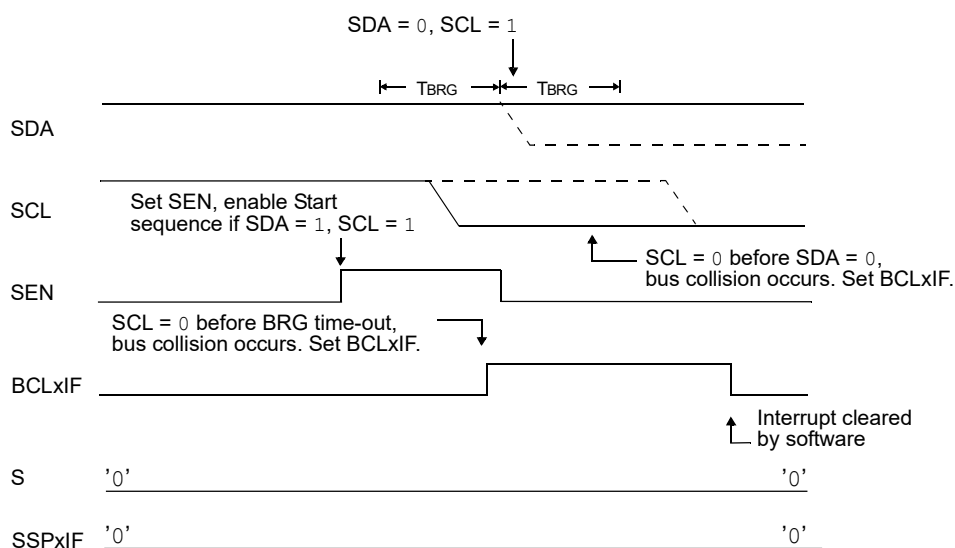 SDA = 0, SCL = 1
TBRG TBRG
SDA
SCL
Set SEN, enable Start
sequence if SDA = 1, SCL = 1
SCL = 0 before SDA = 0,
bus collision occurs. Set BCLxIF.
SEN
SCL = 0 before BRG time-out,
bus collision occurs. Set BCLxIF.
BCLxIF
Interrupt cleared
by software
S '0' '0'
SSPxIF '0' '0'